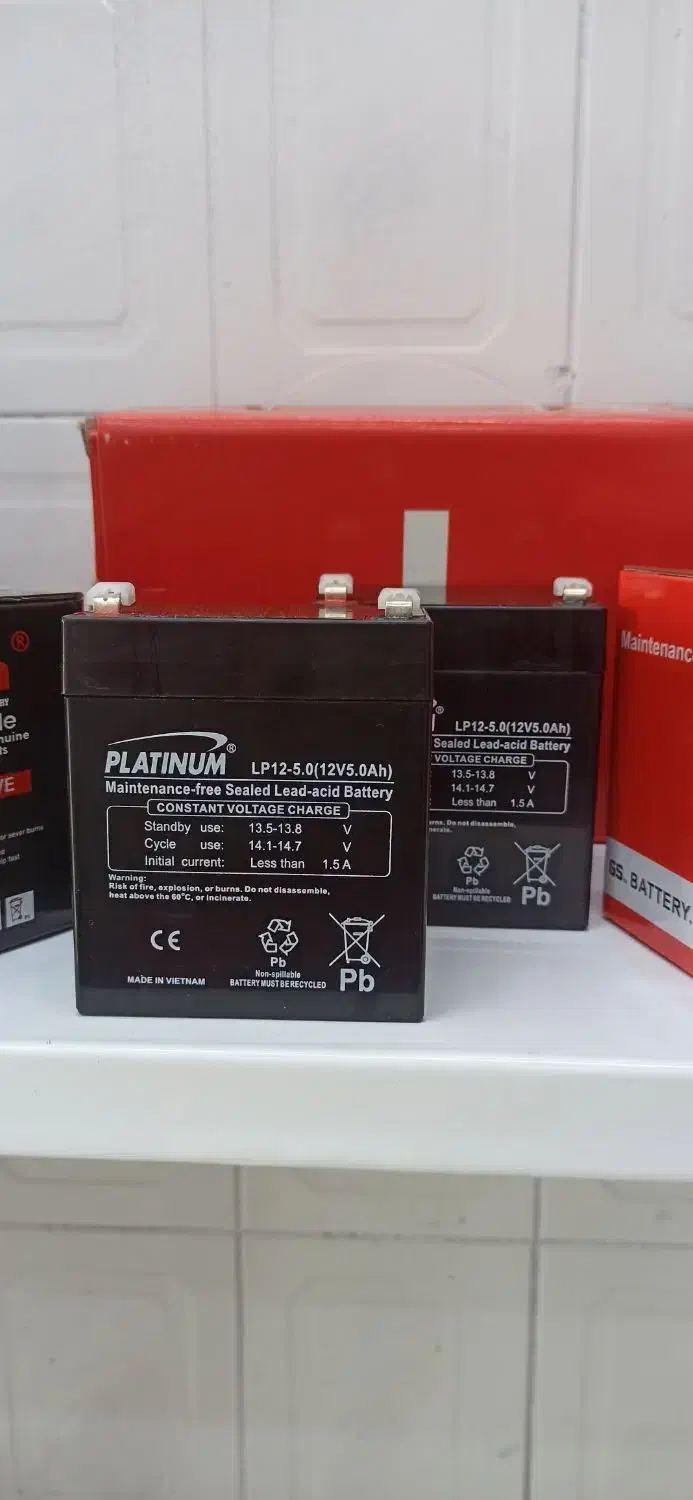 PLATINUM®
LP12-5.0(12V5.0Ah)
Maintenance-free Sealed Lead-acid Battery
CONSTANT VOLTAGE CHARGE
Standby use: 13.5-13.8 V
Cycle use: 14.1-14.7 V
Initial current: Less than 1.5 A
Warning:
Risk of fire, explosion, or burns. Do not disassemble,
heat above the 60°C, or incinerate.
CE
Pb
Non-spillable
BATTERY MUST BE RECYCLED
Pb
MADE IN VIETNAM
®
LP12-5.0(12V5.0Ah)
Sealed Lead-acid Battery
VOLTAGE CHARGE
13.5-13.8 V
14.1-14.7 V
Less than 1.5 A
Do not disassemble,
Pb
Non-spillable
BATTERY MUST BE RECYCLED
Pb
®
Maintenanc
GS. BATTERY.